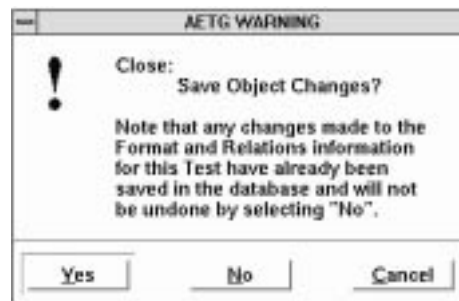 AETG WARNING
Close:
Save Object Changes?
Note that any changes made to the
Format and Relations information
for this Test have already been
saved in the database and will not
be undone by selecting "No".
Yes No Cancel